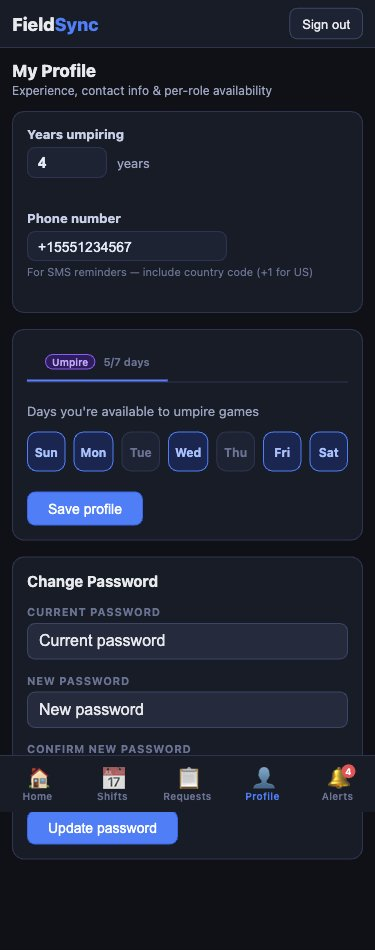 FieldSync
Sign out
My Profile
Experience, contact info & per-role availability
Years umpiring
4 years
Phone number
+15551234567
For SMS reminders — include country code (+1 for US)
Umpire 5/7 days
Days you're available to umpire games
Sun Mon Tue Wed Thu Fri Sat
Save profile
Change Password
CURRENT PASSWORD
Current password
NEW PASSWORD
New password
CONFIRM NEW PASSWORD
17 4
Home Shifts Requests Profile Alerts
Update password